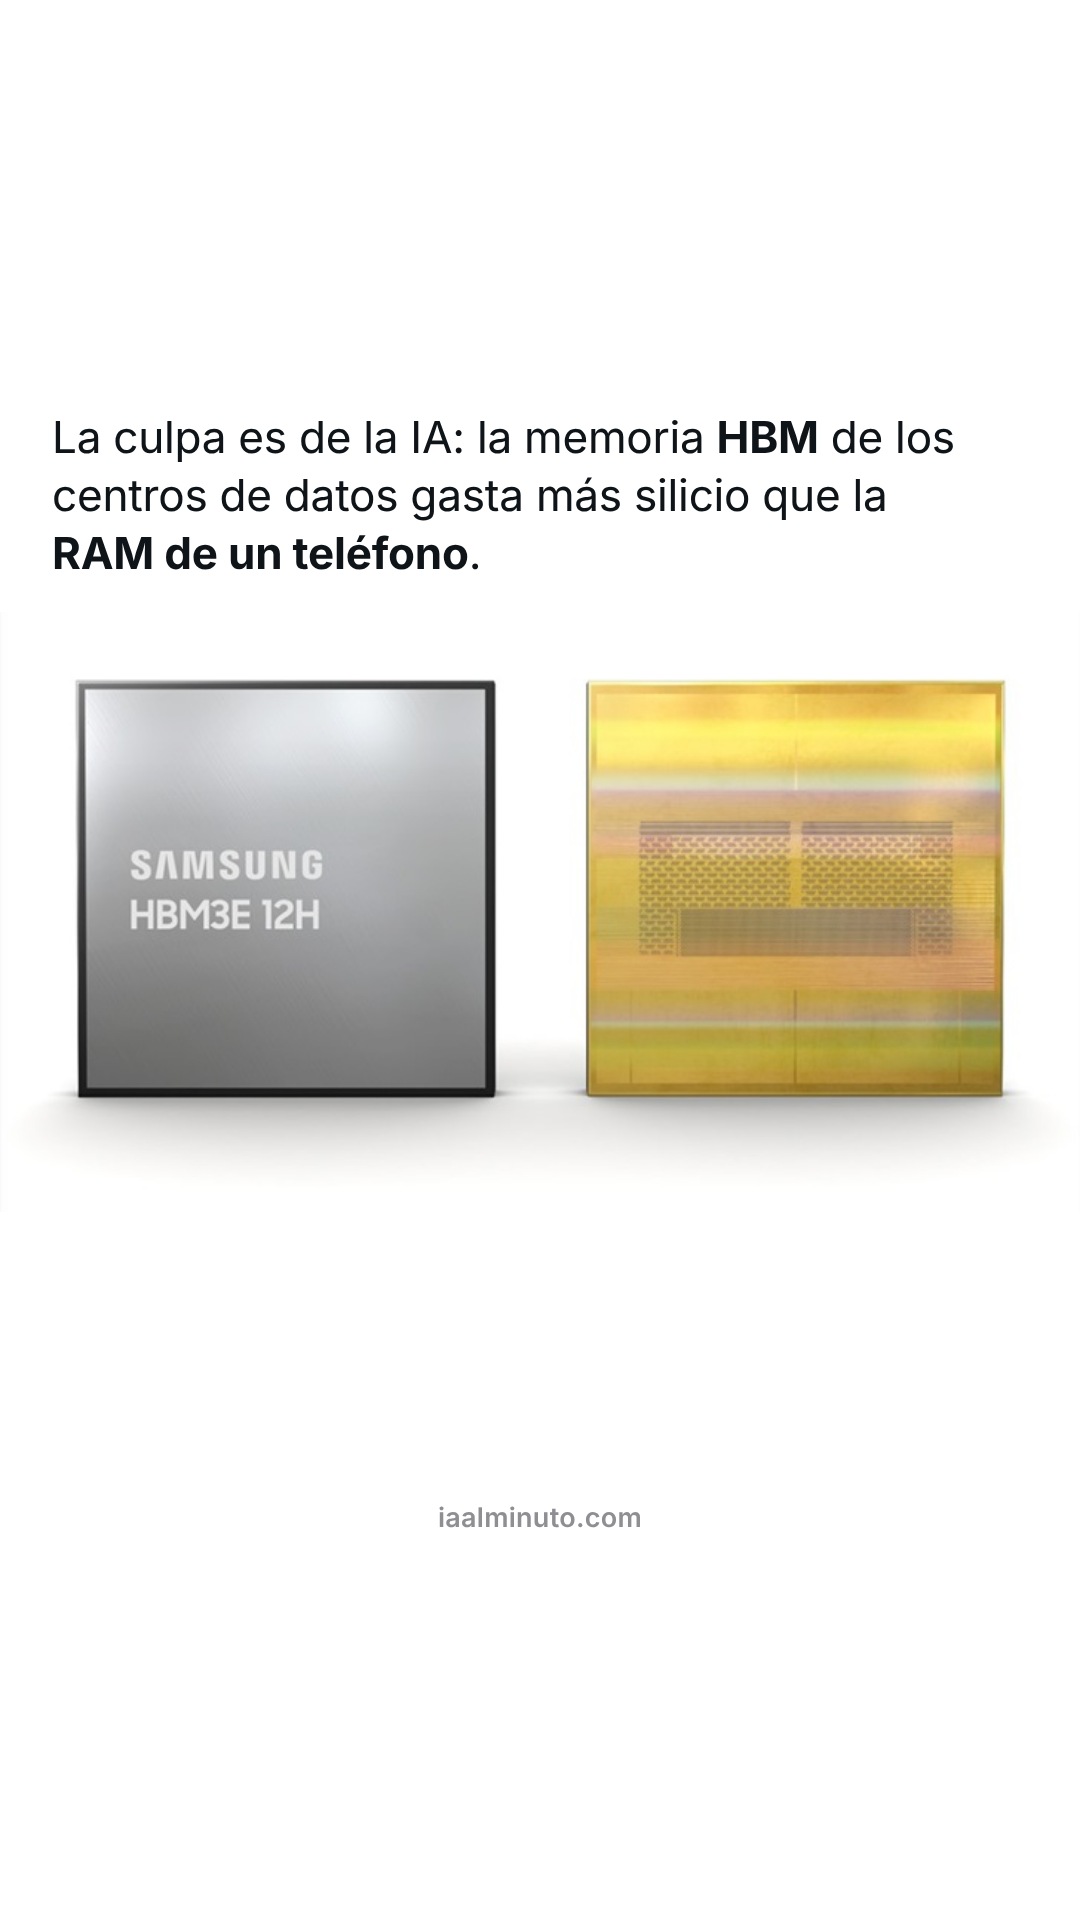 La culpa es de la IA: la memoria HBM de los
centros de datos gasta más silicio que la
RAM de un teléfono.
SAMSUNG
HBM3E 12H
iaalminuto.com